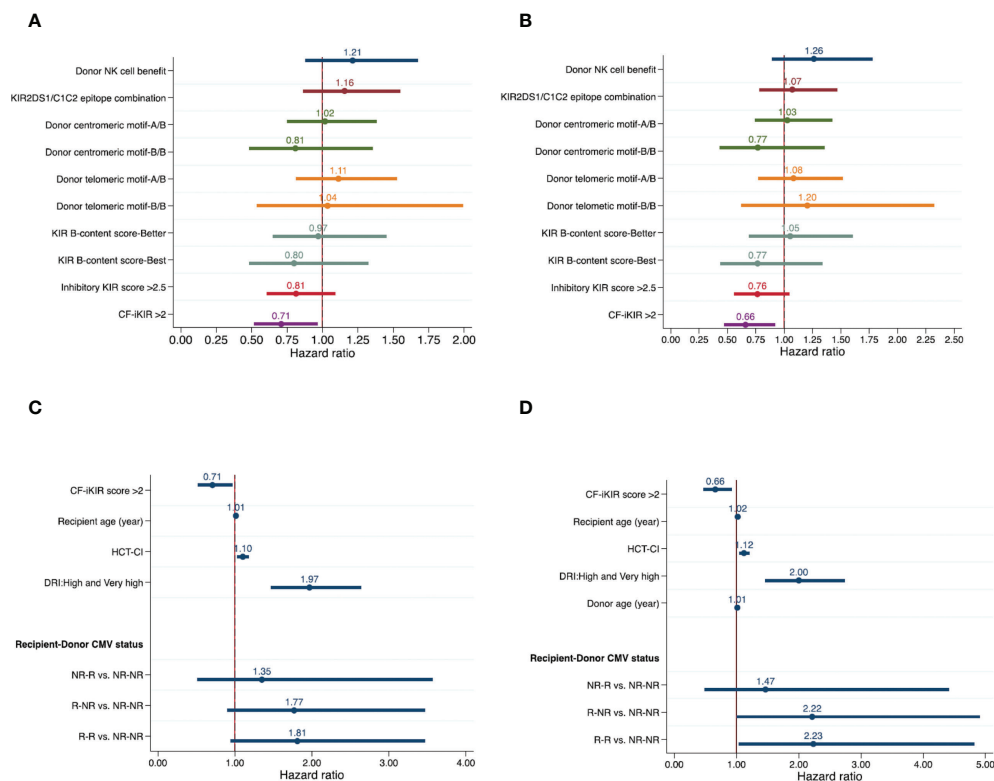 A
1.21
Donor NK cell benefit
1.16
KIR2DS1/C1C2 epitope combination
1.02
Donor centromeric motif-A/B
0.81
Donor centromeric motif-B/B
1.11
Donor telomeric motif-A/B
1.04
Donor telomeric motif-B/B
0.97
KIR B-content score-Better
0.80
KIR B-content score-Best
0.81
Inhibitory KIR score >2.5
0.71
CF-iKIR >2
0.00 0.25 0.50 0.75 1.00 1.25 1.50 1.75 2.00
Hazard ratio
B
1.26
Donor NK cell benefit
1.07
KIR2DS1/C1C2 epitope combination
1.03
Donor centromeric motif-A/B
0.77
Donor centromeric motif-B/B
1.08
Donor telomeric motif-A/B
1.20
Donor telometic motif-B/B
1.05
KIR B-content score-Better
0.77
KIR B-content score-Best
0.76
Inhibitory KIR score >2.5
0.66
CF-iKIR >2
0.00 0.25 0.50 0.75 1.00 1.25 1.50 1.75 2.00 2.25 2.50
Hazard ratio
C
0.71
CF-iKIR score >2
1.01
Recipient age (year)
1.10
HCT-CI
1.97
DRI:High and Very high
Recipient-Donor CMV status
1.35
NR-R vs. NR-NR
1.77
R-NR vs. NR-NR
1.81
R-R vs. NR-NR
0.00 1.00 2.00 3.00 4.00
Hazard ratio
D
0.66
CF-iKIR score >2
1.02
Recipient age (year)
1.12
HCT-CI
2.00
DRI:High and Very high
1.01
Donor age (year)
Recipient-Donor CMV status
1.47
NR-R vs. NR-NR
2.22
R-NR vs. NR-NR
2.23
R-R vs. NR-NR
0.00 1.00 2.00 3.00 4.00 5.00
Hazard ratio